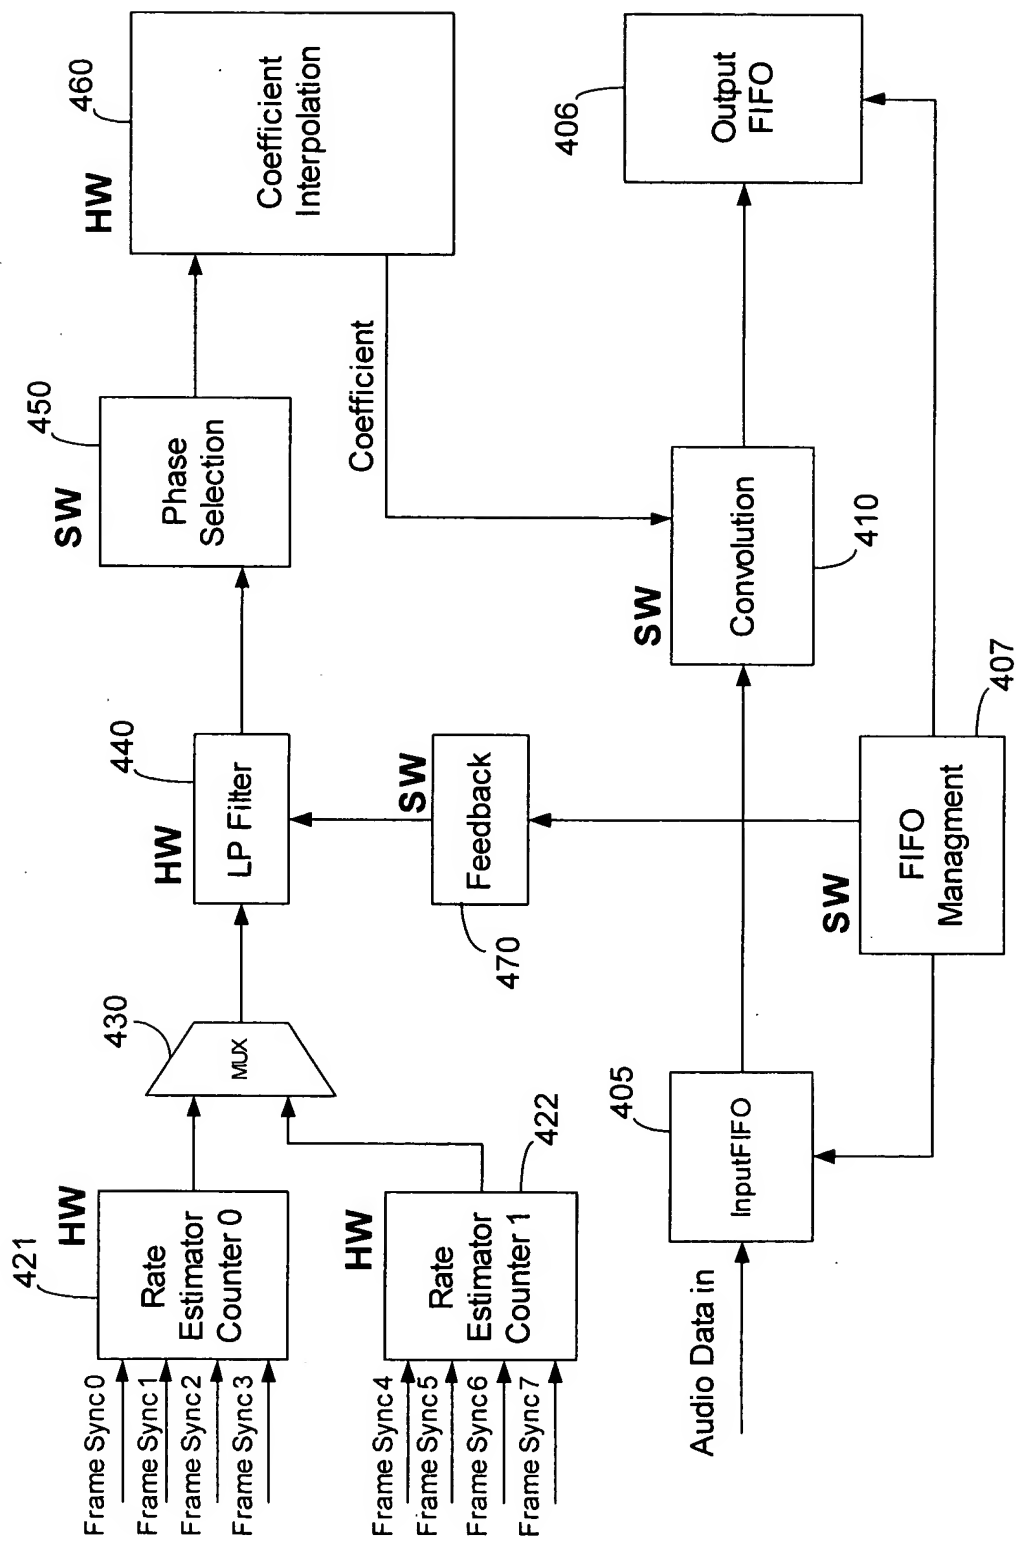 HW
421
Rate
Estimator
Counter 0
Frame Sync 0
Frame Sync 1
Frame Sync 2
Frame Sync 3
430
MUX
HW
440
LP Filter
SW
450
Phase
Selection
HW
460
Coefficient
Interpolation
HW
422
Rate
Estimator
Counter 1
Frame Sync 4
Frame Sync 5
Frame Sync 6
Frame Sync 7
SW
470
Feedback
Coefficient
Audio Data in
405
InputFIFO
SW
Convolution
410
406
Output
FIFO
SW
FIFO
Managment
407